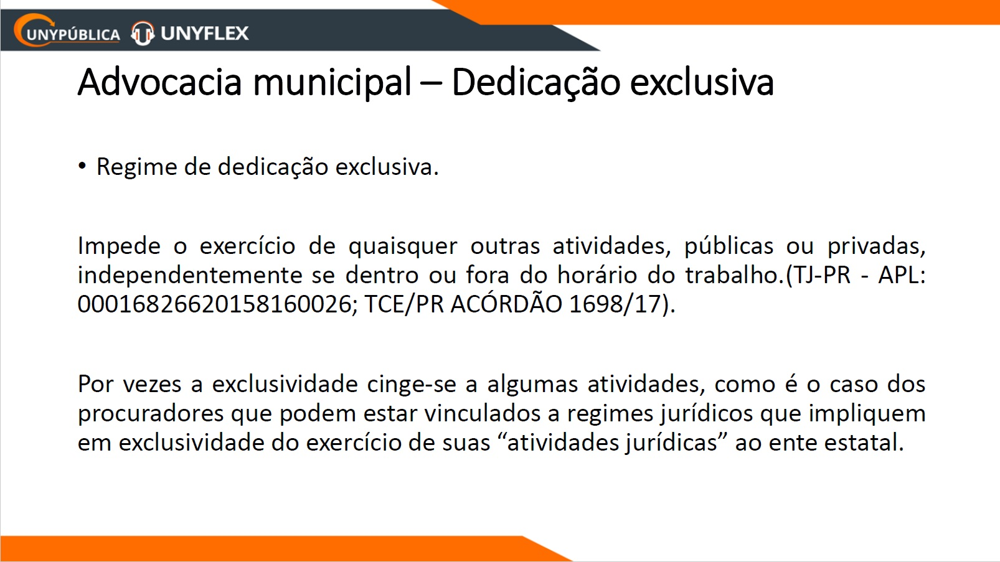 UNYPÚBLICA UNYFLEX
Advocacia municipal – Dedicação exclusiva
• Regime de dedicação exclusiva.
Impede o exercício de quaisquer outras atividades, públicas ou privadas,
independentemente se dentro ou fora do horário do trabalho.(TJ-PR - APL:
00016826620158160026; TCE/PR ACÓRDÃO 1698/17).
Por vezes a exclusividade cinge-se a algumas atividades, como é o caso dos
procuradores que podem estar vinculados a regimes jurídicos que impliquem
em exclusividade do exercício de suas “atividades jurídicas” ao ente estatal.